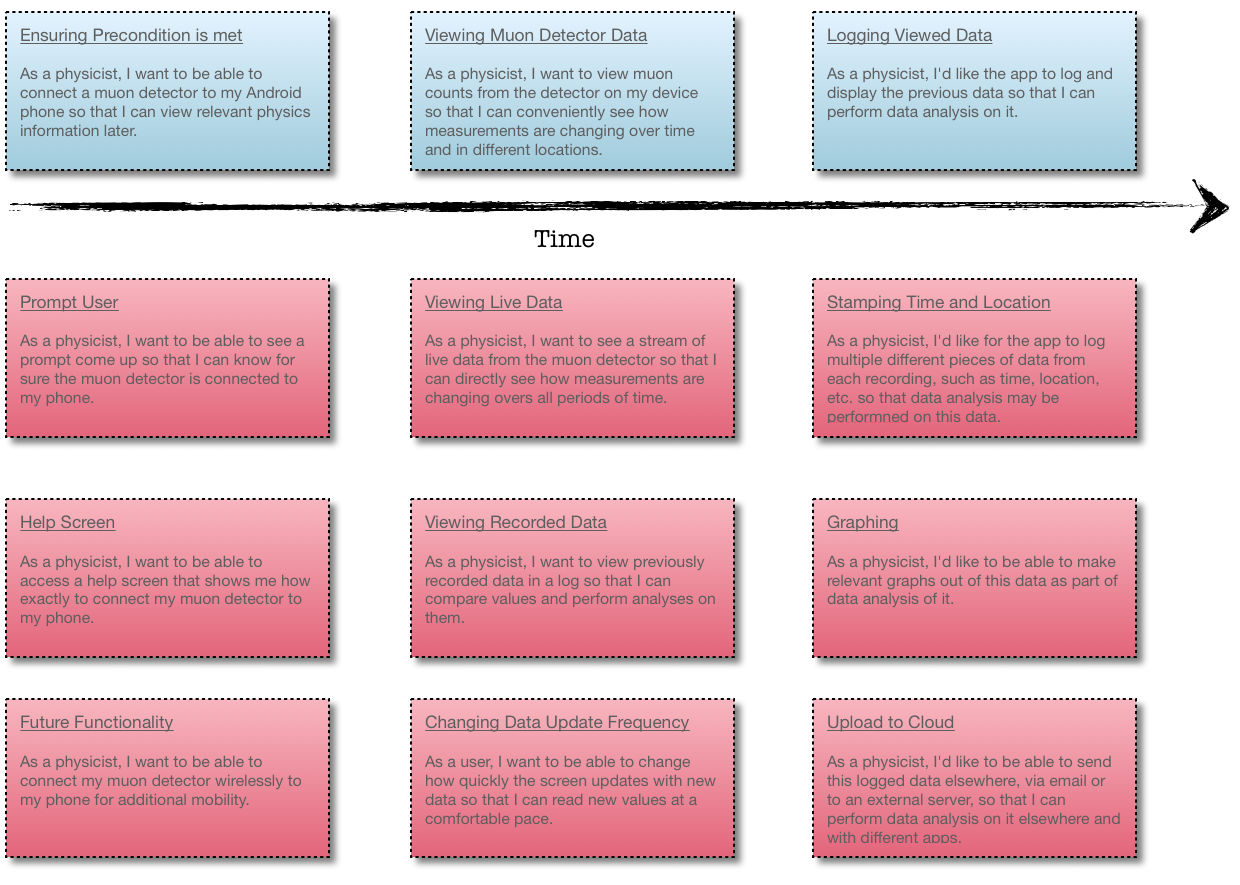 Ensuring Precondition is met
As a physicist, I want to be able to
connect a muon detector to my Android
phone so that I can view relevant physics
information later.
Viewing Muon Detector Data
As a physicist, I want to view muon
counts from the detector on my device
so that I can conveniently see how
measurements are changing over time
and in different locations.
Logging Viewed Data
As a physicist, I'd like the app to log and
display the previous data so that I can
perform data analysis on it.
Time
Prompt User
As a physicist, I want to be able to see a
prompt come up so that I can know for
sure the muon detector is connected to
my phone.
Viewing Live Data
As a physicist, I want to see a stream of
live data from the muon detector so that I
can directly see how measurements are
changing overs all periods of time.
Stamping Time and Location
As a physicist, I'd like for the app to log
multiple different pieces of data from
each recording, such as time, location,
etc. so that data analysis may be
performned on this data.
Help Screen
As a physicist, I want to be able to
access a help screen that shows me how
exactly to connect my muon detector to
my phone.
Viewing Recorded Data
As a physicist, I want to view previously
recorded data in a log so that I can
compare values and perform analyses on
them.
Graphing
As a physicist, I'd like to be able to make
relevant graphs out of this data as part of
data analysis of it.
Future Functionality
As a physicist, I want to be able to
connect my muon detector wirelessly to
my phone for additional mobility.
Changing Data Update Frequency
As a user, I want to be able to change
how quickly the screen updates with new
data so that I can read new values at a
comfortable pace.
Upload to Cloud
As a physicist, I'd like to be able to send
this logged data elsewhere, via email or
to an external server, so that I can
perform data analysis on it elsewhere and
with different apps.